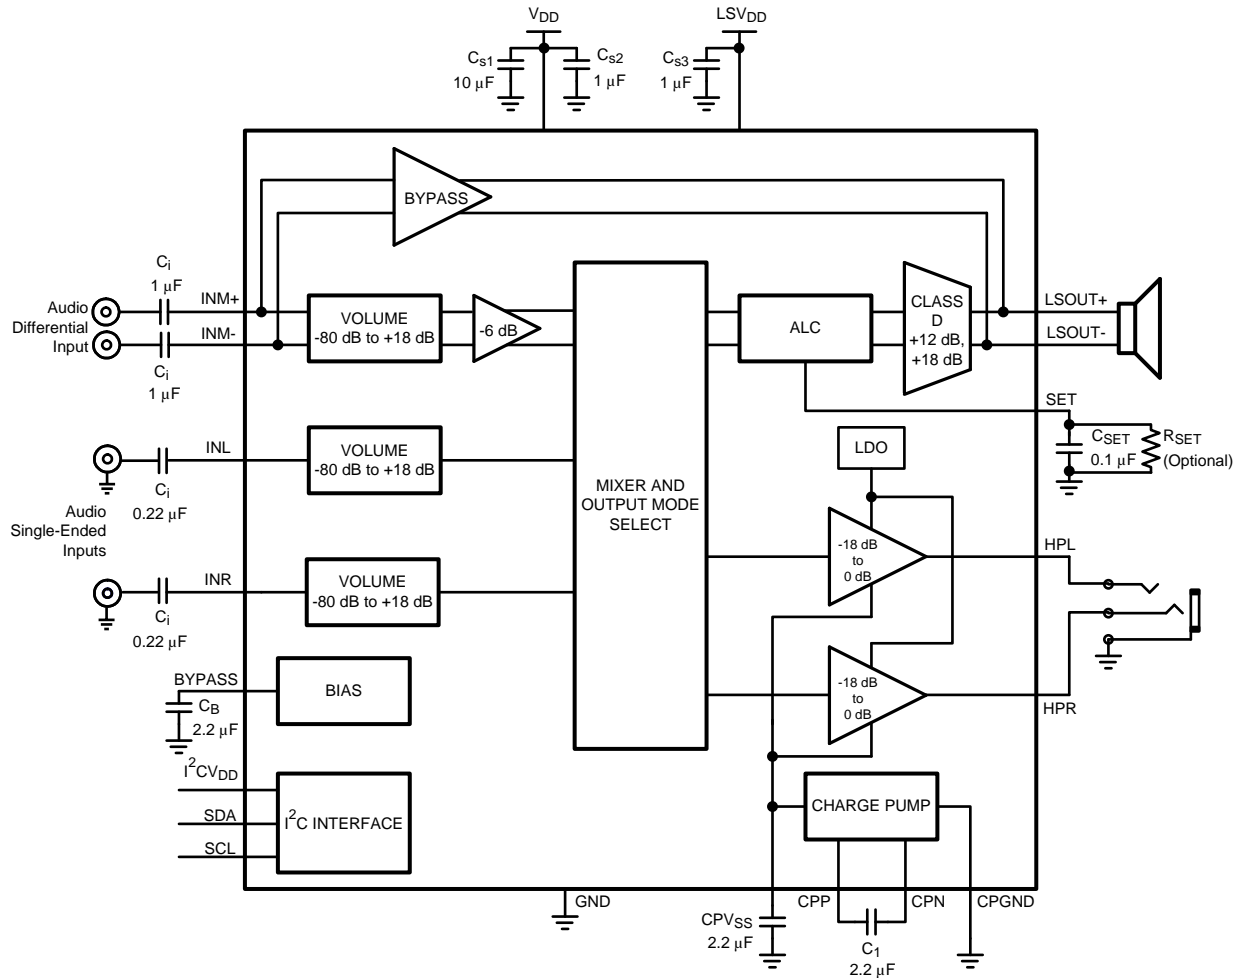 VDD
LSVDD
Cs1
10 µF
Cs2
1 µF
Cs3
1 µF
BYPASS
Ci
1 µF
INM+
Audio
Differential
Input
INM-
Ci
1 µF
VOLUME
-80 dB to +18 dB
-6 dB
ALC
CLASS
D
+12 dB,
+18 dB
LSOUT+
LSOUT-
SET
CSET
0.1 µF
RSET
(Optional)
INL
Ci
0.22 µF
VOLUME
-80 dB to +18 dB
MIXER AND
OUTPUT MODE
SELECT
LDO
Audio
Single-Ended
Inputs
-18 dB
to
0 dB
HPL
INR
Ci
0.22 µF
VOLUME
-80 dB to +18 dB
BYPASS
CB
2.2 µF
BIAS
-18 dB
to
0 dB
HPR
I2CVDD
SDA
SCL
I2C INTERFACE
CHARGE PUMP
GND
CPVSS
2.2 µF
CPP
CPN
CPGND
C1
2.2 µF